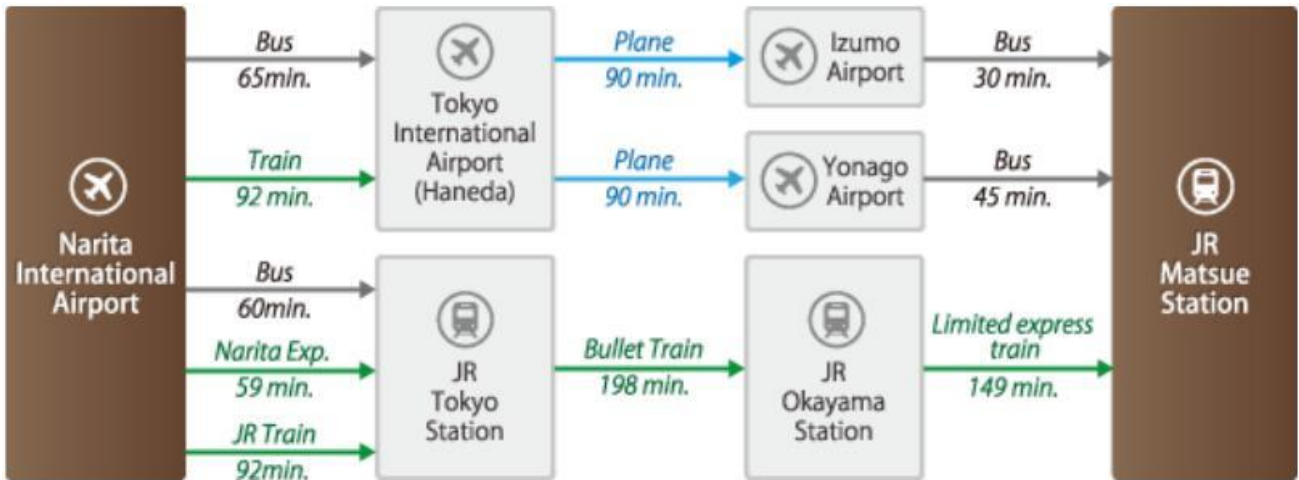 Narita
International
Airport
Bus
65min.
Train
92 min.
Bus
60min.
Narita Exp.
59 min.
JR Train
92min.
Tokyo
International
Airport
(Haneda)
JR
Tokyo
Station
Plane
90 min.
Plane
90 min.
Bullet Train
198 min.
Izumo
Airport
Yonago
Airport
JR
Okayama
Station
Bus
30 min.
Bus
45 min.
Limited express
train
149 min.
JR
Matsue
Station